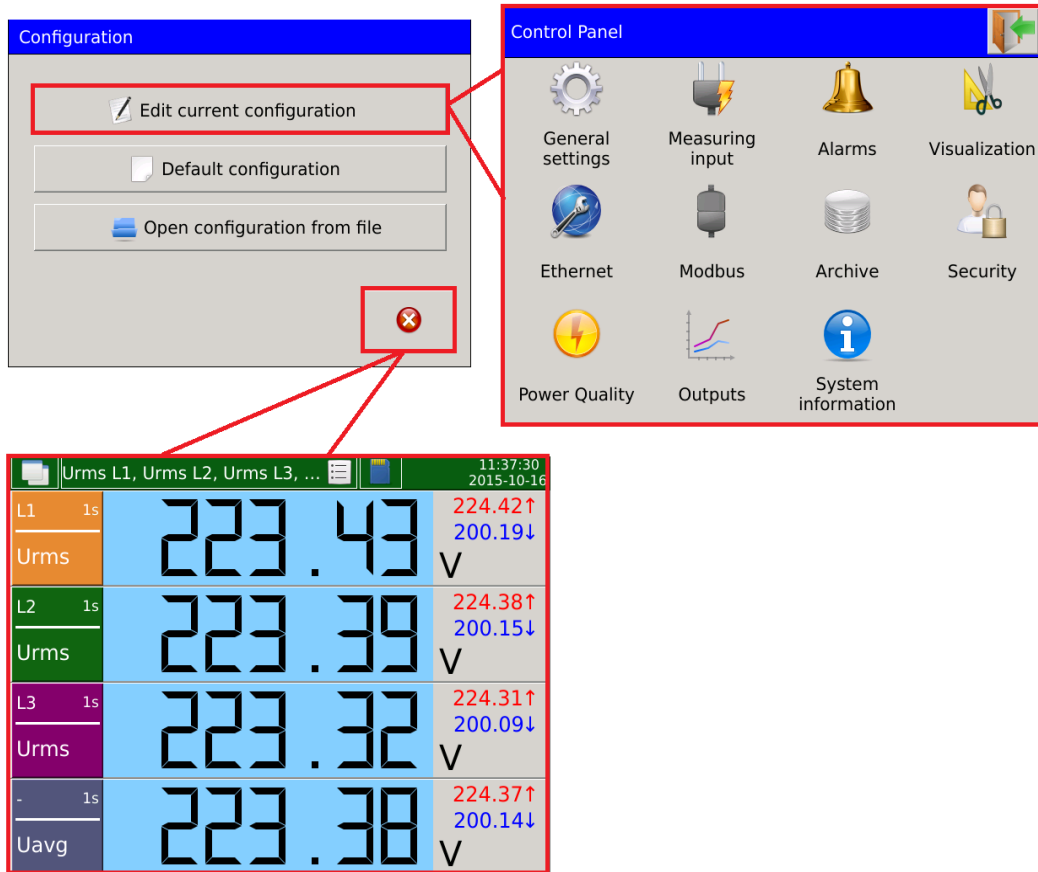 Configuration
Edit current configuration
Default configuration
Open configuration from file
Control Panel
General
settings
Measuring
input
Alarms
Visualization
Ethernet
Modbus
Archive
Security
Power Quality
Outputs
System
information
Urms L1, Urms L2, Urms L3, ...
11:37:30
2015-10-16
L1 1s
Urms
223.43
224.42↑
200.19↓
V
L2 1s
Urms
223.39
224.38↑
200.15↓
V
L3 1s
Urms
223.32
224.31↑
200.09↓
V
- 1s
Uavg
223.38
224.37↑
200.14↓
V